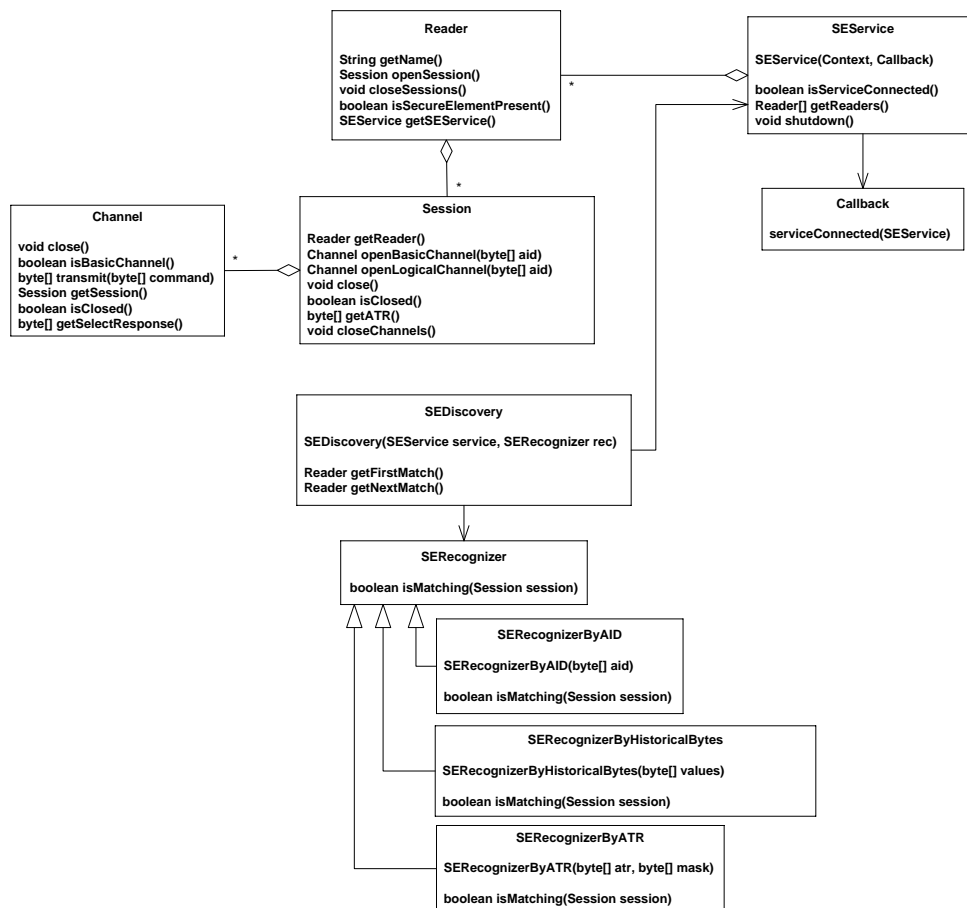 Reader
String getName()
Session openSession()
void closeSessions()
boolean isSecureElementPresent()
SEService getSEService()
*
SEService
SEService(Context, Callback)
boolean isServiceConnected()
Reader[] getReaders()
void shutdown()
*
Callback
serviceConnected(SEService)
Channel
void close()
boolean isBasicChannel()
byte[] transmit(byte[] command)
Session getSession()
boolean isClosed()
byte[] getSelectResponse()
*
Session
Reader getReader()
Channel openBasicChannel(byte[] aid)
Channel openLogicalChannel(byte[] aid)
void close()
boolean isClosed()
byte[] getATR()
void closeChannels()
SEDiscovery
SEDiscovery(SEService service, SERecognizer rec)
Reader getFirstMatch()
Reader getNextMatch()
SERecognizer
boolean isMatching(Session session)
SERecognizerByAID
SERecognizerByAID(byte[] aid)
boolean isMatching(Session session)
SERecognizerByHistoricalBytes
SERecognizerByHistoricalBytes(byte[] values)
boolean isMatching(Session session)
SERecognizerByATR
SERecognizerByATR(byte[] atr, byte[] mask)
boolean isMatching(Session session)